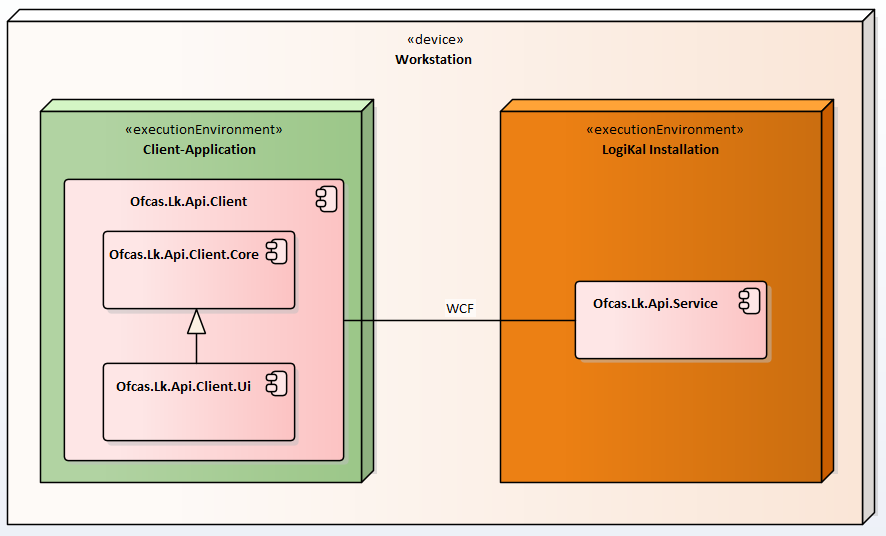 «device»
Workstation
«executionEnvironment»
Client-Application
Ofcas.Lk.Api.Client
Ofcas.Lk.Api.Client.Core
Ofcas.Lk.Api.Client.Ui
WCF
«executionEnvironment»
LogiKal Installation
Ofcas.Lk.Api.Service